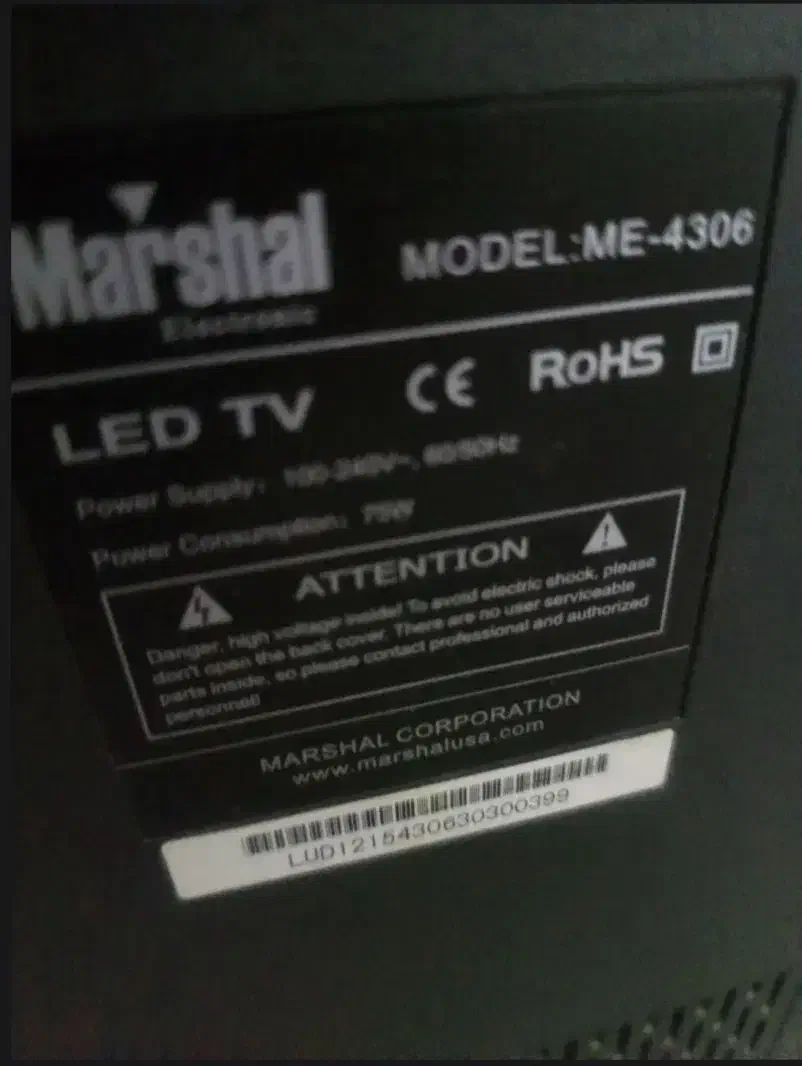 Marshal
Electronic
MODEL:ME-4306
LED TV
CE RoHS
Power Supply: 100-240V~, 60/50Hz
Power Consumption: 75W
ATTENTION
Danger, high voltage inside! To avoid electric shock, please
don't open the back cover. There are no user serviceable
parts inside, so please contact professional and authorized
personnel!
MARSHAL CORPORATION
www.marshalusa.com
LUD1215430630300399